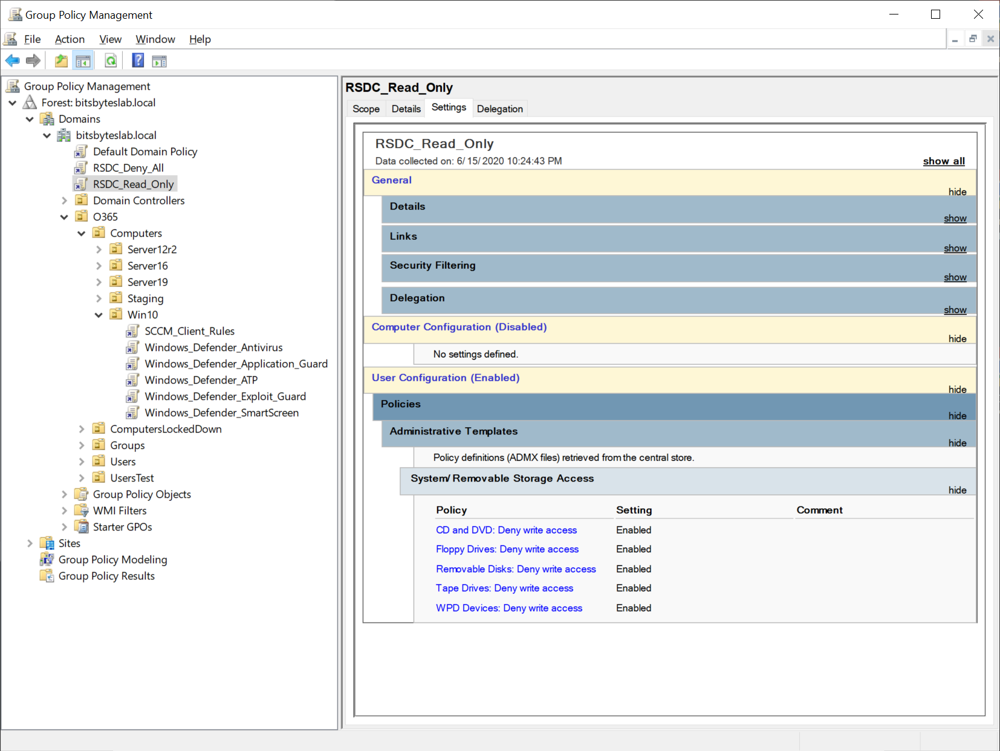 Group Policy Management
File Action View Window Help
Group Policy Management
Forest: bitsbyteslab.local
Domains
bitsbyteslab.local
Default Domain Policy
RSDC_Deny_All
RSDC_Read_Only
Domain Controllers
O365
Computers
Server12r2
Server16
Server19
Staging
Win10
SCCM_Client_Rules
Windows_Defender_Antivirus
Windows_Defender_Application_Guard
Windows_Defender_ATP
Windows_Defender_Exploit_Guard
Windows_Defender_SmartScreen
ComputersLockedDown
Groups
Users
UsersTest
Group Policy Objects
WMI Filters
Starter GPOs
Sites
Group Policy Modeling
Group Policy Results
RSDC_Read_Only
Scope Details Settings Delegation
RSDC_Read_Only
Data collected on: 6/15/2020 10:24:43 PM show all
General hide
Details show
Links show
Security Filtering show
Delegation show
Computer Configuration (Disabled) hide
No settings defined.
User Configuration (Enabled) hide
Policies hide
Administrative Templates hide
Policy definitions (ADMX files) retrieved from the central store.
System/Removable Storage Access hide
Policy Setting Comment
CD and DVD: Deny write access Enabled
Floppy Drives: Deny write access Enabled
Removable Disks: Deny write access Enabled
Tape Drives: Deny write access Enabled
WPD Devices: Deny write access Enabled